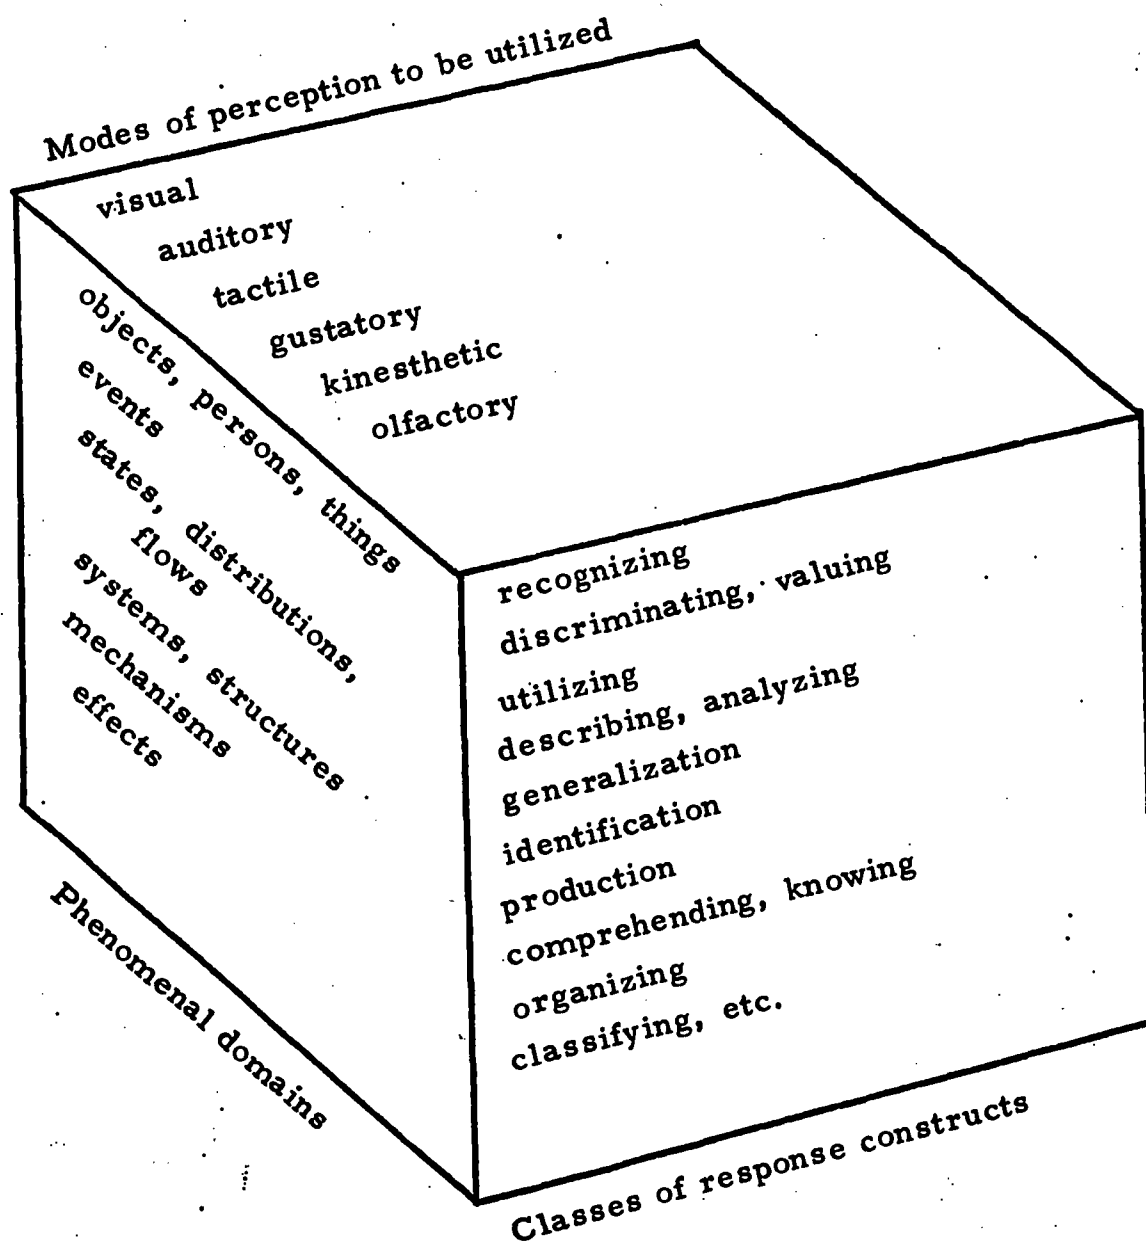 Modes of perception to be utilized
visual
auditory
tactile
gustatory
kinesthetic
olfactory
objects, persons, things
events
states, distributions,
flows
systems, structures
mechanisms
effects
Phenomenal domains
recognizing
discriminating, valuing
utilizing
describing, analyzing
generalization
identification
production
comprehending, knowing
organizing
classifying, etc.
Classes of response constructs